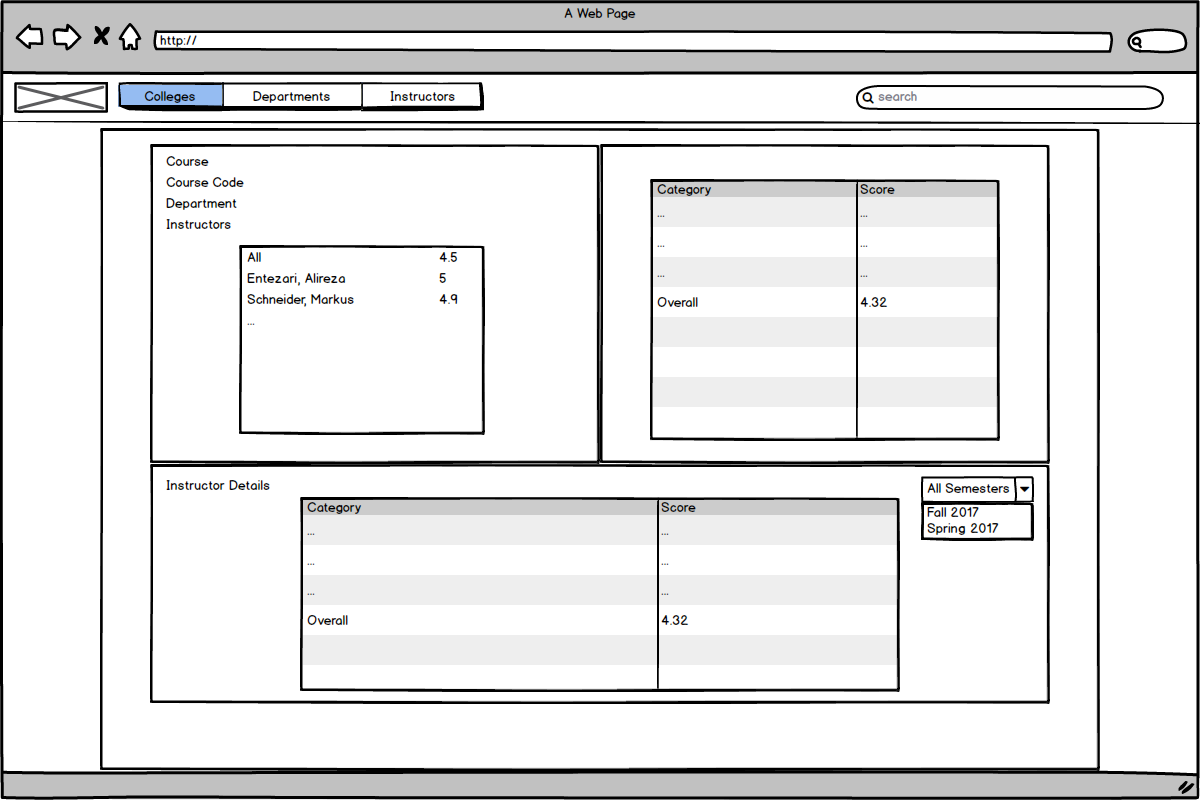 A Web Page
http://
Colleges Departments Instructors search
Course
Course Code
Department
Instructors
All 4.5
Entezari, Alireza 5
Schneider, Markus 4.9
...
Category Score
... ...
... ...
... ...
Overall 4.32
Instructor Details
All Semesters
Fall 2017
Spring 2017
Category Score
... ...
... ...
... ...
Overall 4.32